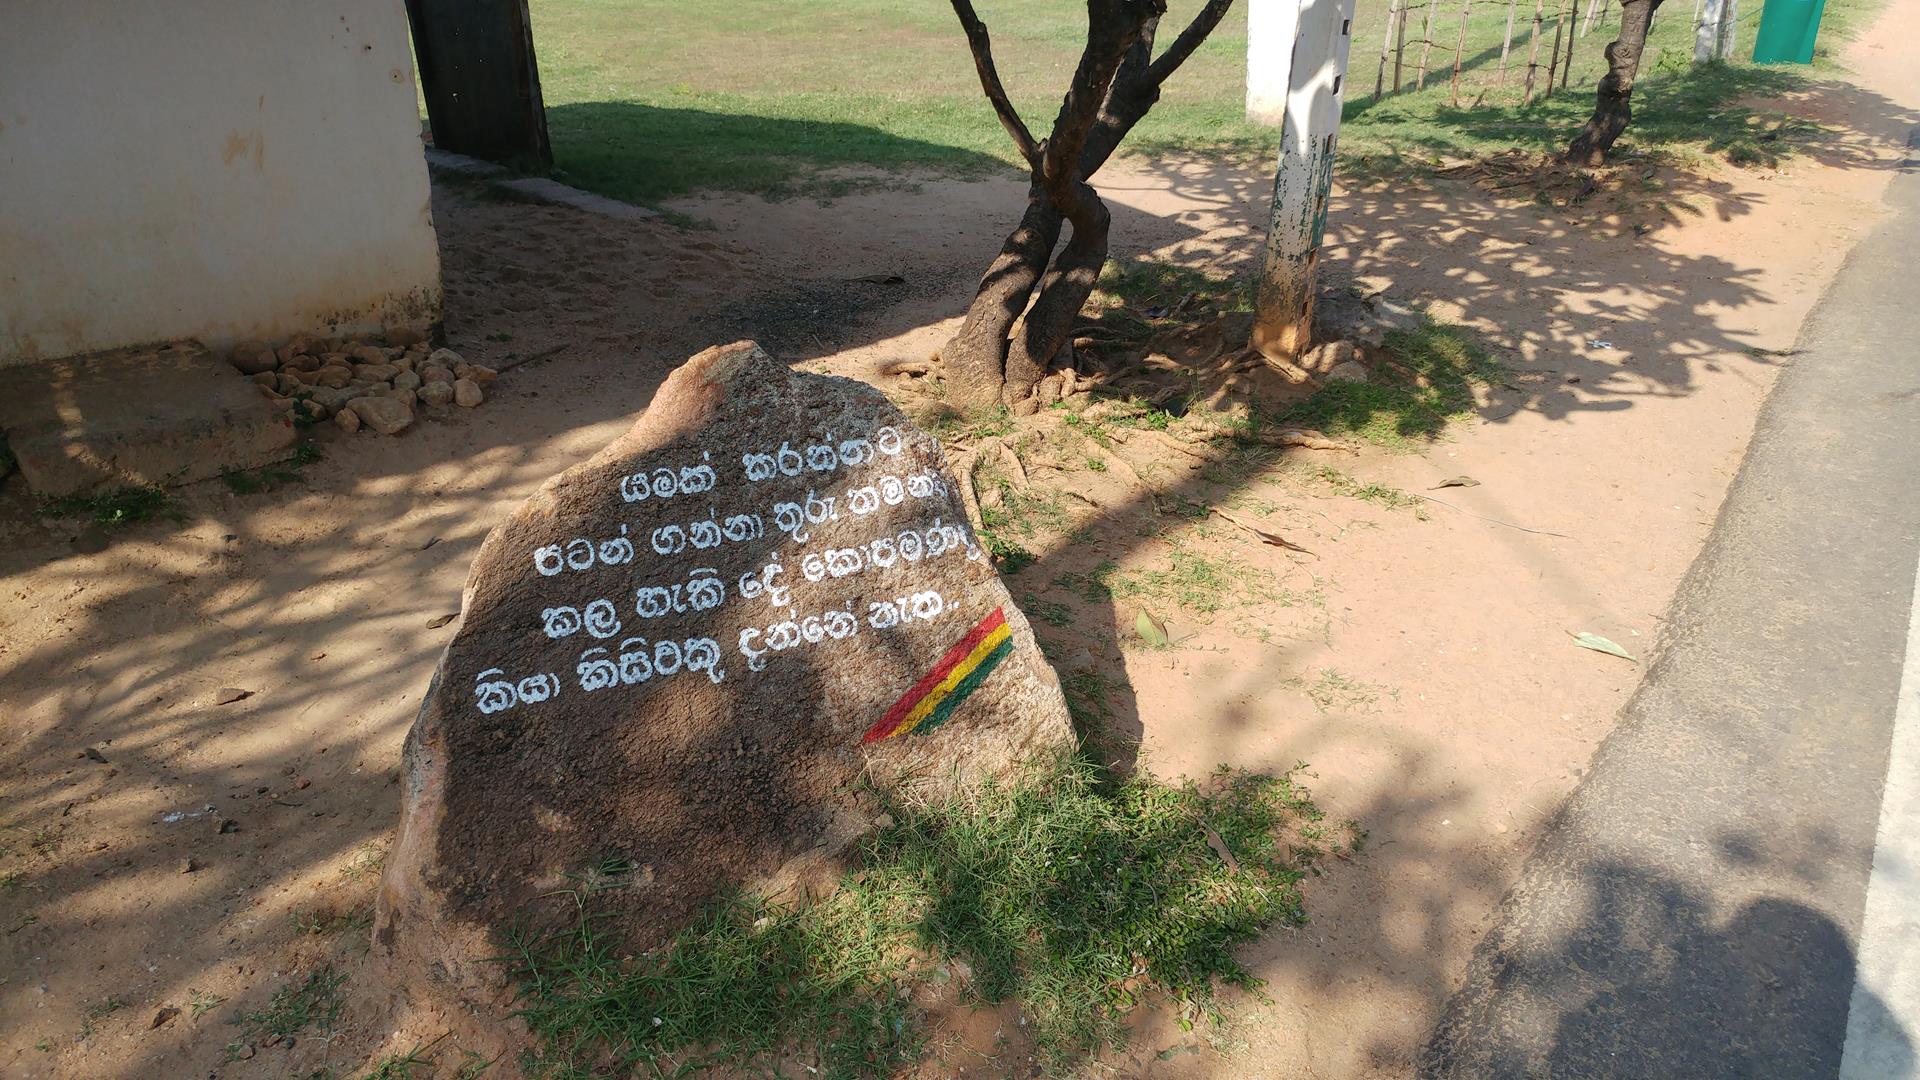 යමක් කරන්නට
පටන් ගන්නා තුරු තමන්
කල හැකි දේ කොපමණද
කියා කිසිවකු දන්නේ නැත..